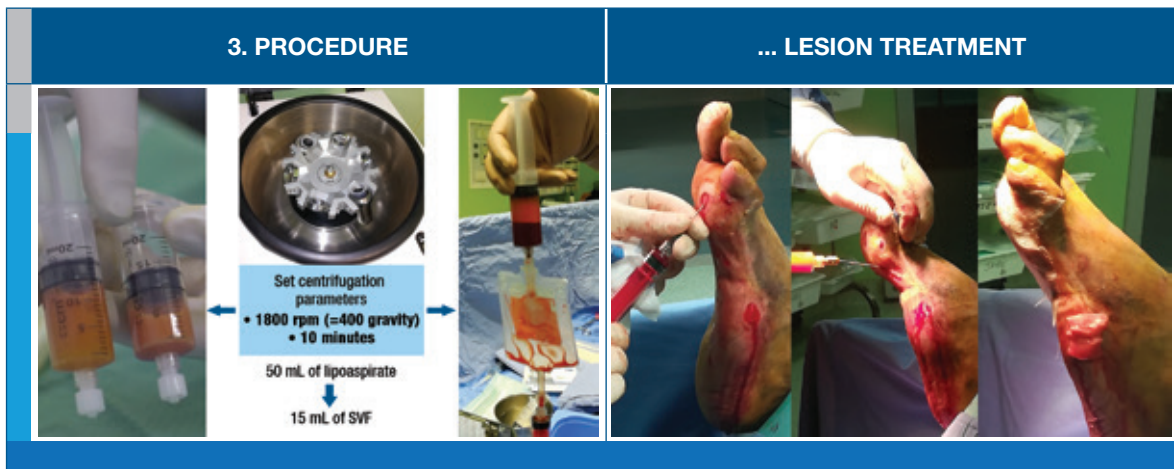 3. PROCEDURE
... LESION TREATMENT
Set centrifugation
parameters
• 1800 rpm (=400 gravity)
• 10 minutes
50 mL of lipoaspirate
15 mL of SVF
20ml